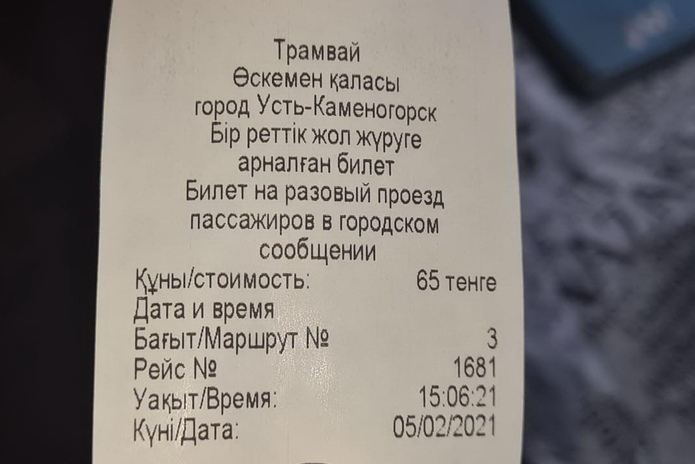 Трамвай
Өскемен қаласы
город Усть-Каменогорск
Бір реттік жол жүруге
арналған билет
Билет на разовый проезд
пассажиров в городском
сообщении
Құны/стоимость: 65 тенге
Дата и время
Бағыт/Маршрут № 3
Рейс № 1681
Уақыт/Время: 15:06:21
Күні/Дата: 05/02/2021